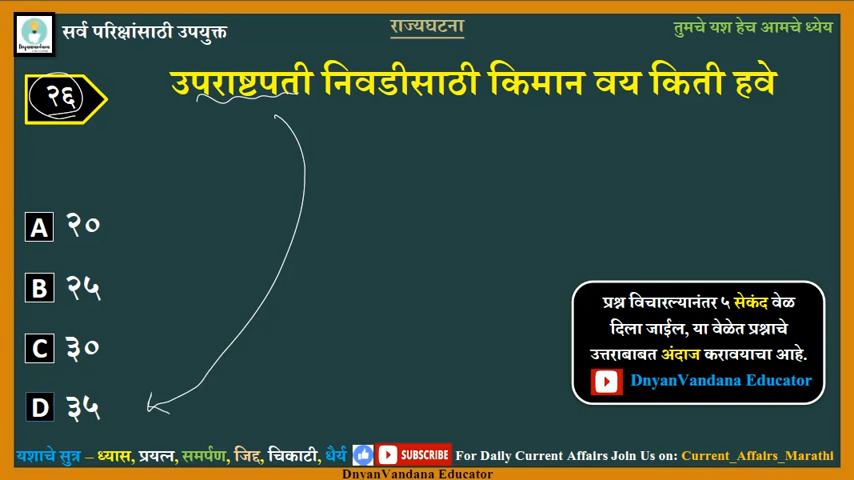 सर्व परिक्षांसाठी उपयुक्त
राज्यघटना
तुमचे यश हेच आमचे ध्येय
२६
उपराष्ट्रपती निवडीसाठी किमान वय किती हवे
A २०
B २५
C ३०
D ३५
प्रश्न विचारल्यानंतर ५ सेकंद वेळ
दिला जाईल, या वेळेत प्रश्नाचे
उत्तराबाबत अंदाज करावयाचा आहे.
DnyanVandana Educator
यशाचे सुत्र – ध्यास, प्रयत्न, समर्पण, जिद्द, चिकाटी, धैर्य SUBSCRIBE For Daily Current Affairs Join Us on: Current_Affairs_Marathi
DnyanVandana Educator